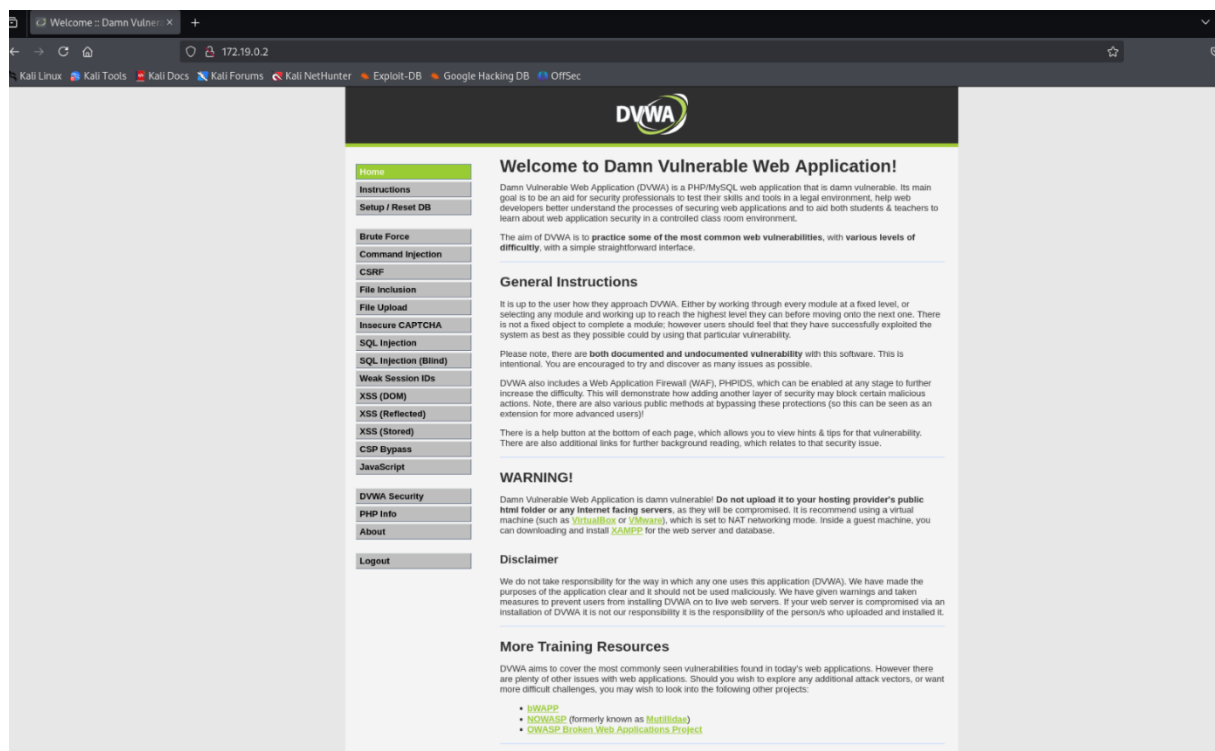 Welcome :: Damn Vulner
172.19.0.2
Kali Linux Kali Tools Kali Docs Kali Forums Kali NetHunter Exploit-DB Google Hacking DB OffSec
DVWA
Home
Instructions
Setup / Reset DB
Brute Force
Command Injection
CSRF
File Inclusion
File Upload
Insecure CAPTCHA
SQL Injection
SQL Injection (Blind)
Weak Session IDs
XSS (DOM)
XSS (Reflected)
XSS (Stored)
CSP Bypass
JavaScript
DVWA Security
PHP Info
About
Logout
Welcome to Damn Vulnerable Web Application!
Damn Vulnerable Web Application (DVWA) is a PHP/MySQL web application that is damn vulnerable. Its main
goal is to be an aid for security professionals to test their skills and tools in a legal environment, help web
developers better understand the processes of securing web applications and to aid both students & teachers to
learn about web application security in a controlled class room environment.
The aim of DVWA is to practice some of the most common web vulnerabilities, with various levels of
difficultly, with a simple straightforward interface.
General Instructions
It is up to the user how they approach DVWA. Either by working through every module at a fixed level, or
selecting any module and working up to reach the highest level they can before moving onto the next one. There
is not a fixed object to complete a module; however users should feel that they have successfully exploited the
system as best as they possible could by using that particular vulnerability.
Please note, there are both documented and undocumented vulnerability with this software. This is
intentional. You are encouraged to try and discover as many issues as possible.
DVWA also includes a Web Application Firewall (WAF), PHPIDS, which can be enabled at any stage to further
increase the difficulty. This will demonstrate how adding another layer of security may block certain malicious
actions. Note, there are also various public methods at bypassing these protections (so this can be seen as an
extension for more advanced users)!
There is a help button at the bottom of each page, which allows you to view hints & tips for that vulnerability.
There are also additional links for further background reading, which relates to that security issue.
WARNING!
Damn Vulnerable Web Application is damn vulnerable! Do not upload it to your hosting provider's public
html folder or any Internet facing servers, as they will be compromised. It is recommend using a virtual
machine (such as VirtualBox or VMware), which is set to NAT networking mode. Inside a guest machine, you
can downloading and install XAMPP for the web server and database.
Disclaimer
We do not take responsibility for the way in which any one uses this application (DVWA). We have made the
purposes of the application clear and it should not be used maliciously. We have given warnings and taken
measures to prevent users from installing DVWA on to live web servers. If your web server is compromised via an
installation of DVWA it is not our responsibility it is the responsibility of the person/s who uploaded and installed it.
More Training Resources
DVWA aims to cover the most commonly seen vulnerabilities found in today's web applications. However there
are plenty of other issues with web applications. Should you wish to explore any additional attack vectors, or want
more difficult challenges, you may wish to look into the following other projects:
bWAPP
NOWASP (formerly known as Mutillidae)
OWASP Broken Web Applications Project